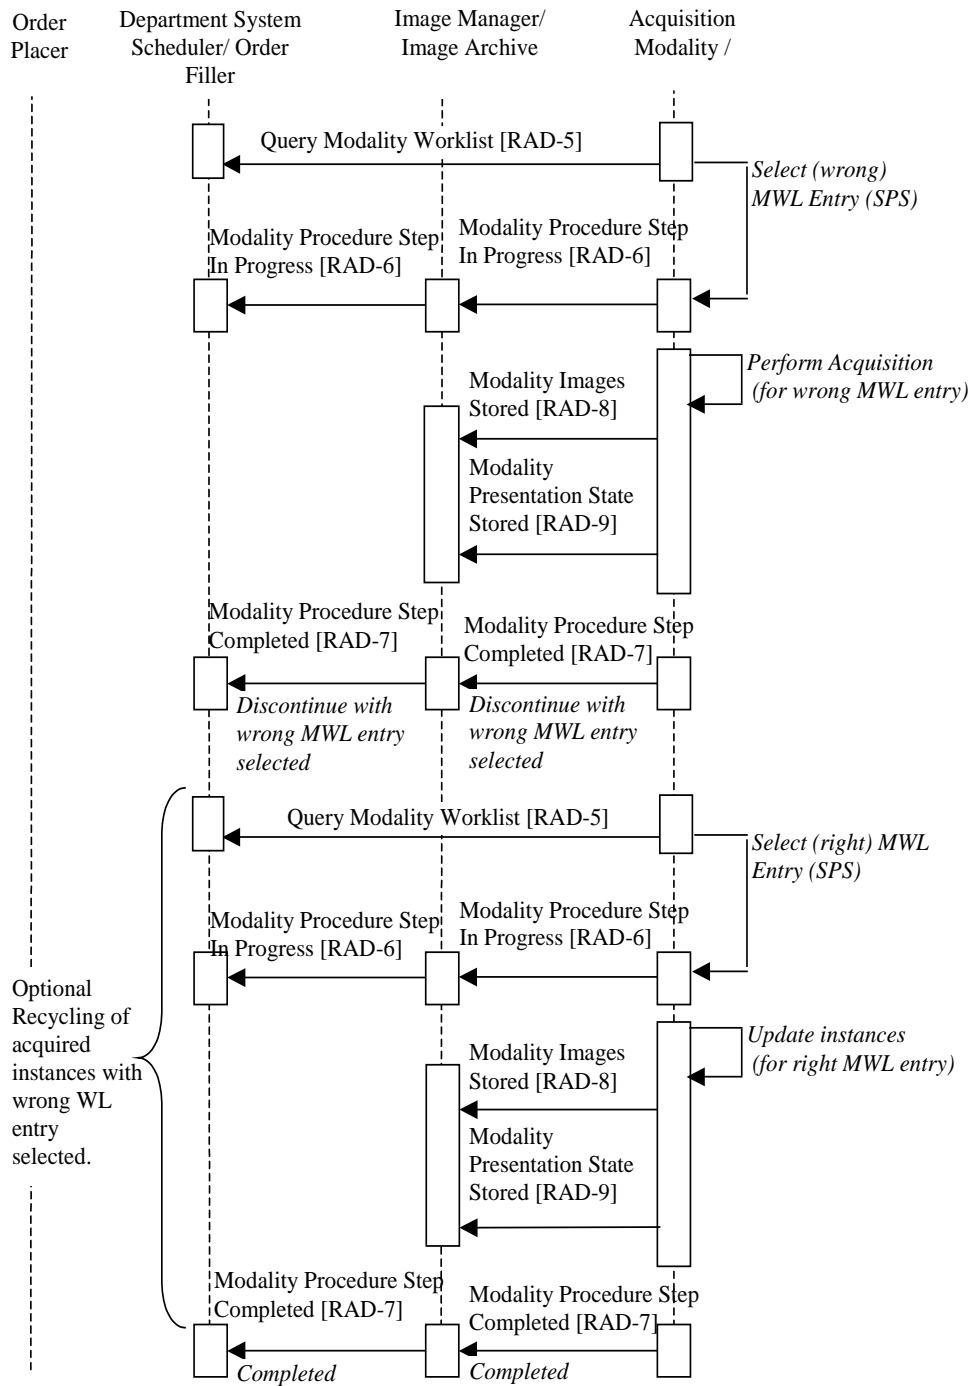 Order
Placer
Department System
Scheduler/ Order
Filler
Image Manager/
Image Archive
Acquisition
Modality /
Query Modality Worklist [RAD-5]
Select (wrong)
MWL Entry (SPS)
Modality Procedure Step
In Progress [RAD-6]
Modality Procedure Step
In Progress [RAD-6]
Perform Acquisition
(for wrong MWL entry)
Modality Images
Stored [RAD-8]
Modality
Presentation State
Stored [RAD-9]
Modality Procedure Step
Completed [RAD-7]
Modality Procedure Step
Completed [RAD-7]
Discontinue with
wrong MWL entry
selected
Discontinue with
wrong MWL entry
selected
Query Modality Worklist [RAD-5]
Select (right) MWL
Entry (SPS)
Modality Procedure Step
In Progress [RAD-6]
Modality Procedure Step
In Progress [RAD-6]
Optional
Recycling of
acquired
instances with
wrong WL
entry
selected.
Update instances
(for right MWL entry)
Modality Images
Stored [RAD-8]
Modality
Presentation State
Stored [RAD-9]
Modality Procedure Step
Completed [RAD-7]
Modality Procedure Step
Completed [RAD-7]
Completed
Completed